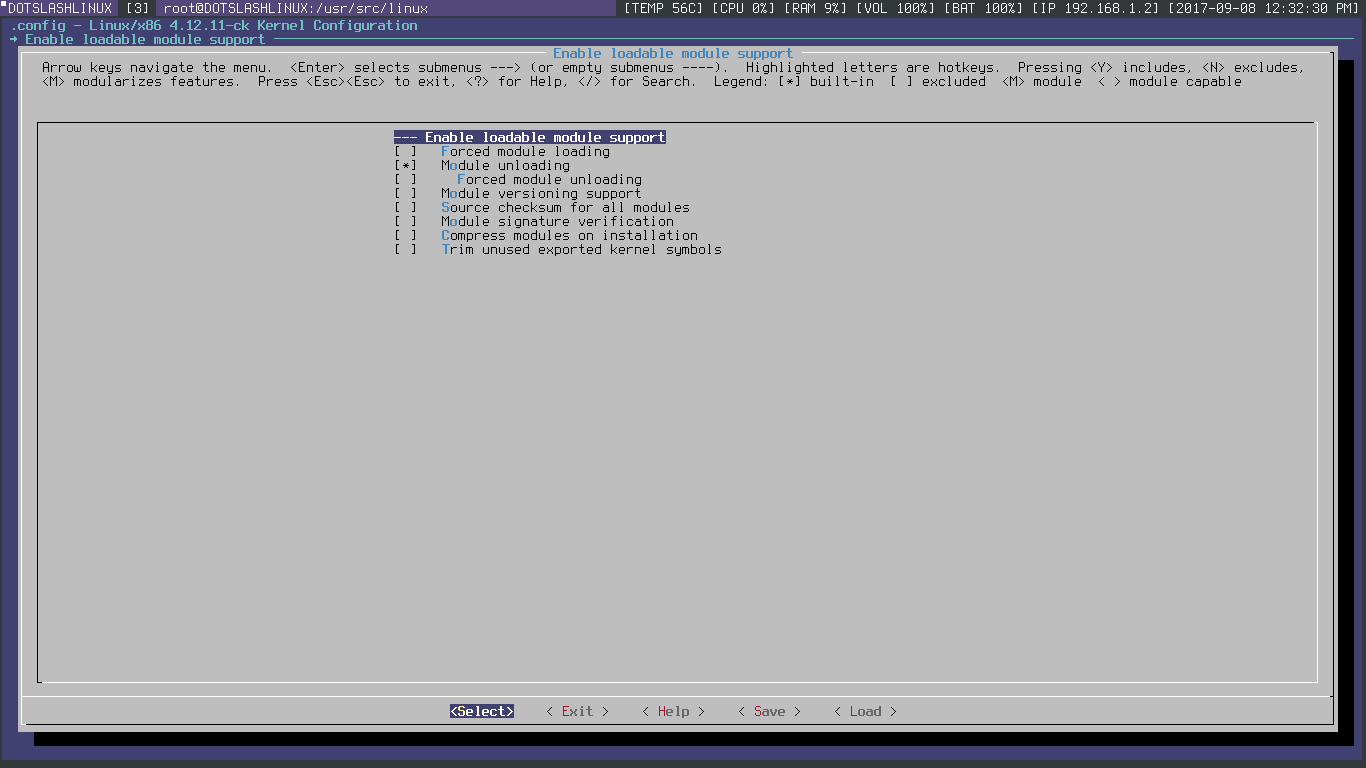 DOTSLASHLINUX [3] root@DOTSLASHLINUX:/usr/src/linux [TEMP 56C] [CPU 0%] [RAM 9%] [VOL 100%] [BAT 100%] [IP 192.168.1.2] [2017-09-08 12:32:30 PM]
.config - Linux/x86 4.12.11-ck Kernel Configuration
→ Enable loadable module support
Enable loadable module support
Arrow keys navigate the menu. <Enter> selects submenus ---> (or empty submenus ----). Highlighted letters are hotkeys. Pressing <Y> includes, <N> excludes,
<M> modularizes features. Press <Esc><Esc> to exit, <?> for Help, </> for Search. Legend: [*] built-in [ ] excluded <M> module < > module capable
--- Enable loadable module support
[ ] Forced module loading
[*] Module unloading
[ ] Forced module unloading
[ ] Module versioning support
[ ] Source checksum for all modules
[ ] Module signature verification
[ ] Compress modules on installation
[ ] Trim unused exported kernel symbols
<Select> < Exit > < Help > < Save > < Load >